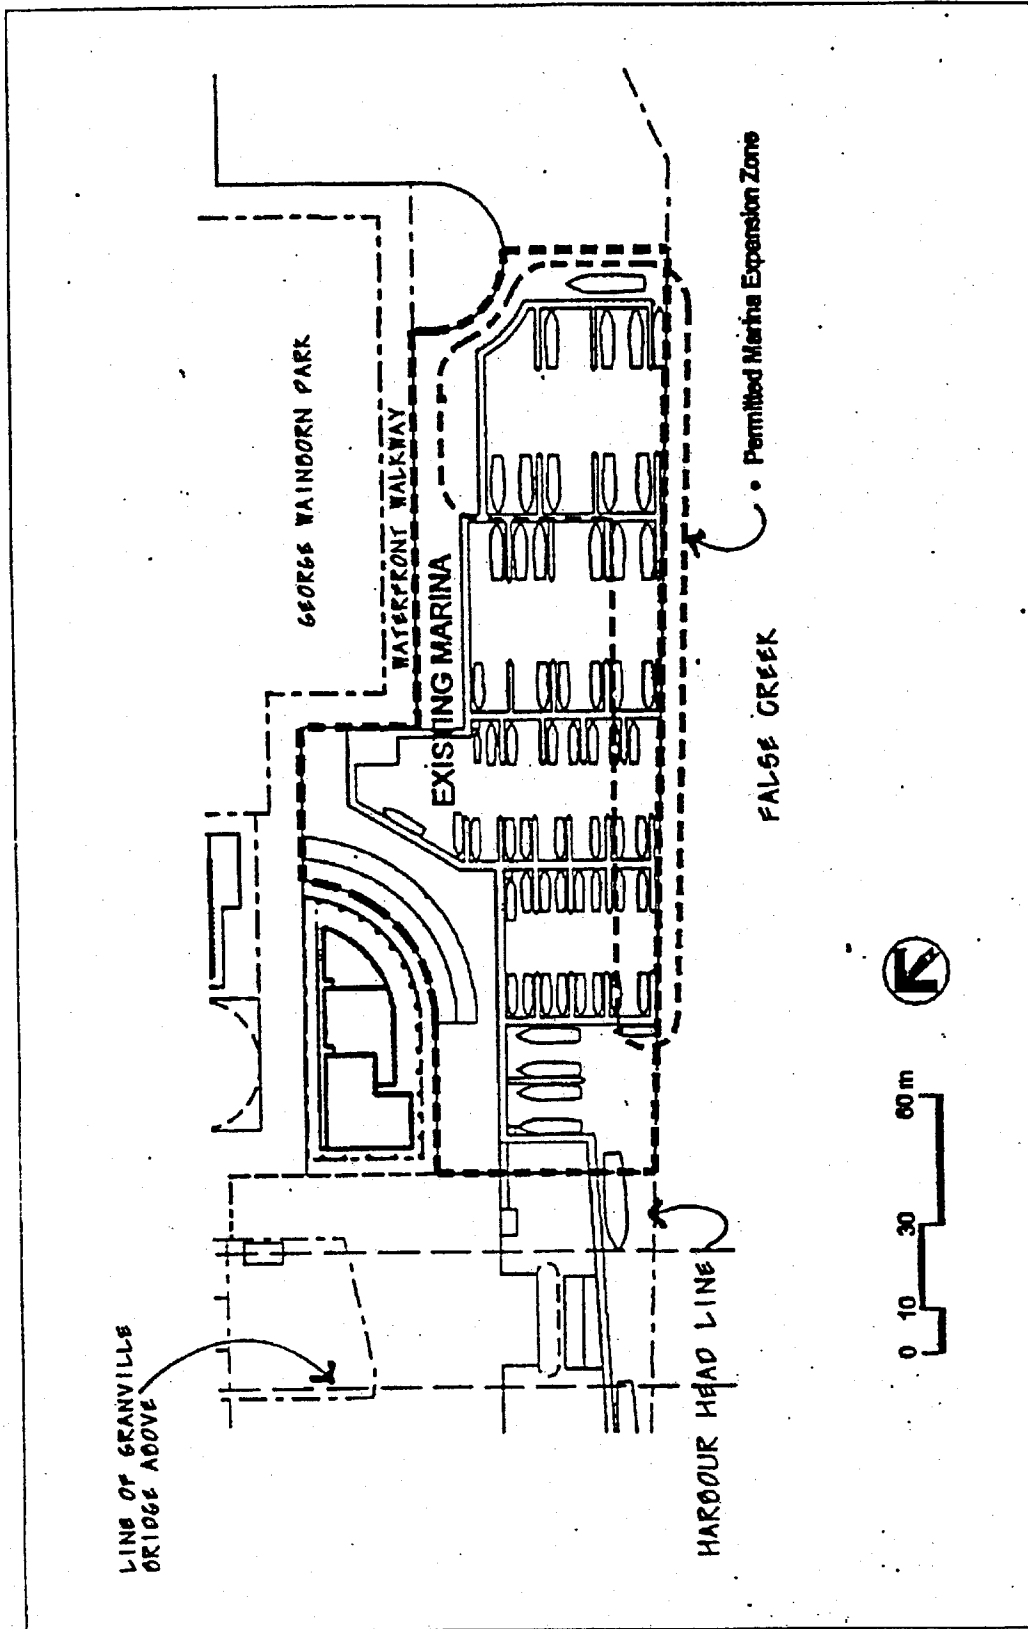 GEORGE WAINBORN PARK
WATERFRONT WALKWAY
EXISTING MARINA
• Permitted Marina Expansion Zone
FALSE CREEK
LINE OF GRANVILLE
BRIDGE ABOVE
HARBOUR HEAD LINE
0 10 30 60 m